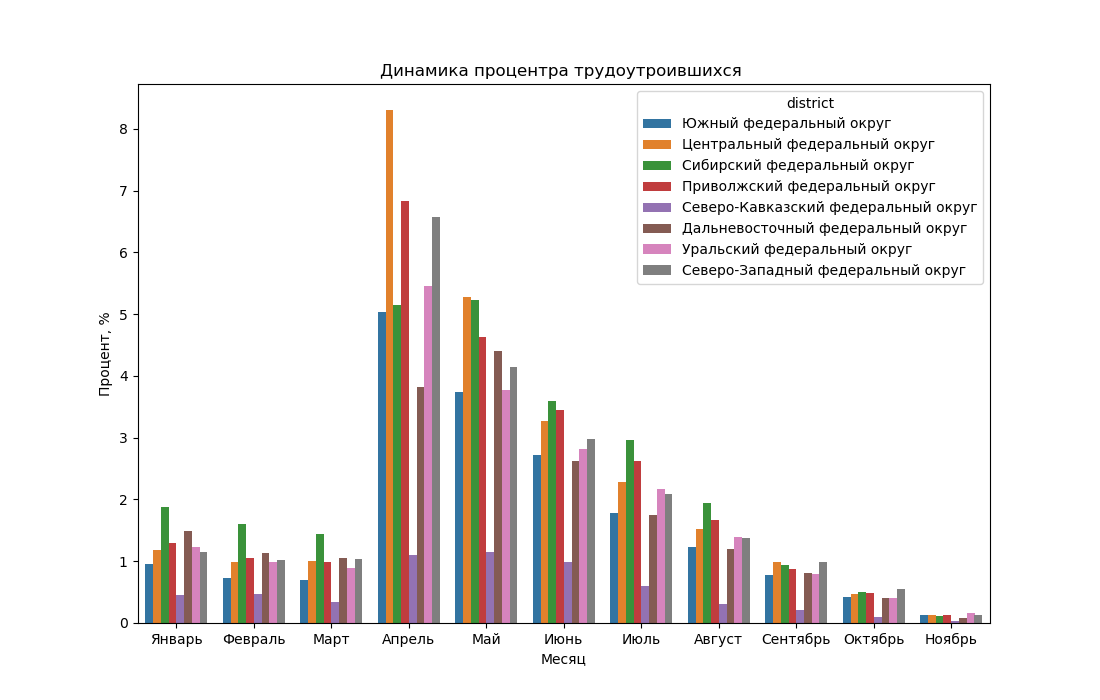 Динамика процентра трудоутроившихся
district
Южный федеральный округ
Центральный федеральный округ
Сибирский федеральный округ
Приволжский федеральный округ
Северо-Кавказский федеральный округ
Дальневосточный федеральный округ
Уральский федеральный округ
Северо-Западный федеральный округ
Процент, %
8
7
6
5
4
3
2
1
0
Январь Февраль Март Апрель Май Июнь Июль Август Сентябрь Октябрь Ноябрь
Месяц